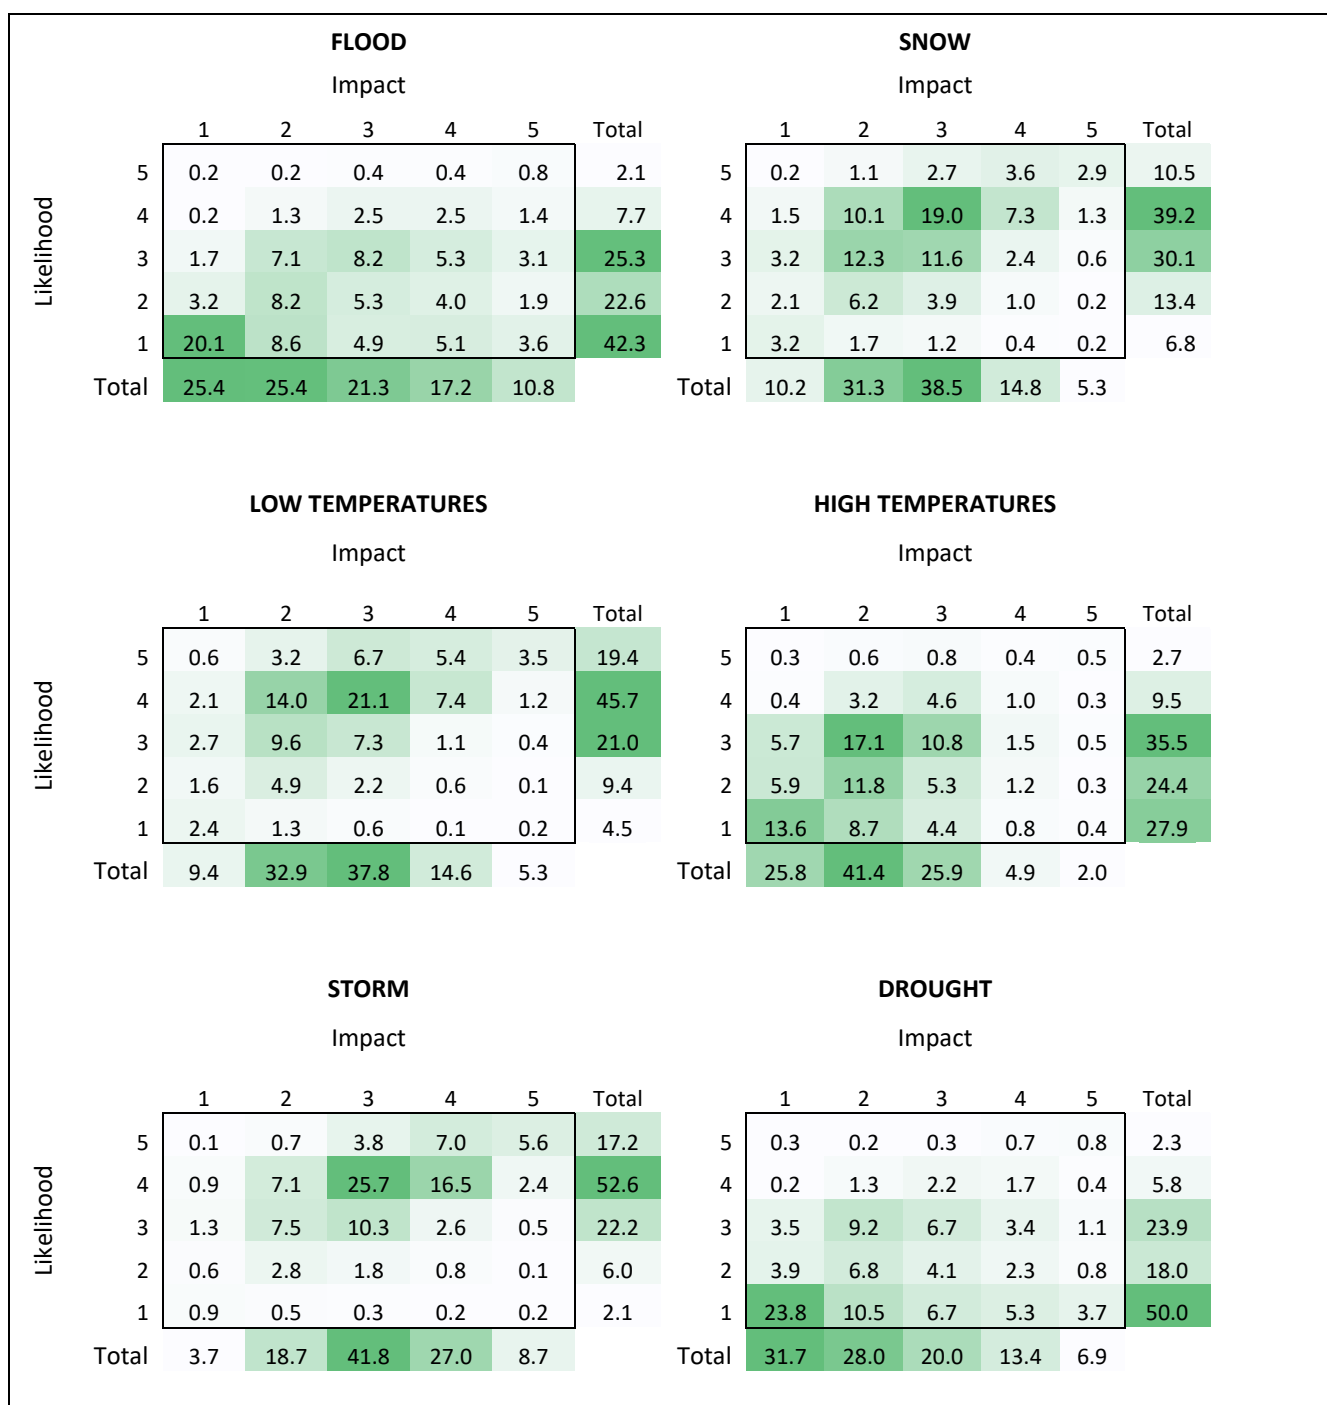 FLOOD SNOW
Impact Impact
1 2 3 4 5 Total 1 2 3 4 5 Total
5 0.2 0.2 0.4 0.4 0.8 2.1 5 0.2 1.1 2.7 3.6 2.9 10.5
4 0.2 1.3 2.5 2.5 1.4 7.7 4 1.5 10.1 19.0 7.3 1.3 39.2
Likelihood 3 1.7 7.1 8.2 5.3 3.1 25.3 Likelihood 3 3.2 12.3 11.6 2.4 0.6 30.1
2 3.2 8.2 5.3 4.0 1.9 22.6 2 2.1 6.2 3.9 1.0 0.2 13.4
1 20.1 8.6 4.9 5.1 3.6 42.3 1 3.2 1.7 1.2 0.4 0.2 6.8
Total 25.4 25.4 21.3 17.2 10.8 Total 10.2 31.3 38.5 14.8 5.3
LOW TEMPERATURES HIGH TEMPERATURES
Impact Impact
1 2 3 4 5 Total 1 2 3 4 5 Total
5 0.6 3.2 6.7 5.4 3.5 19.4 5 0.3 0.6 0.8 0.4 0.5 2.7
4 2.1 14.0 21.1 7.4 1.2 45.7 4 0.4 3.2 4.6 1.0 0.3 9.5
Likelihood 3 2.7 9.6 7.3 1.1 0.4 21.0 Likelihood 3 5.7 17.1 10.8 1.5 0.5 35.5
2 1.6 4.9 2.2 0.6 0.1 9.4 2 5.9 11.8 5.3 1.2 0.3 24.4
1 2.4 1.3 0.6 0.1 0.2 4.5 1 13.6 8.7 4.4 0.8 0.4 27.9
Total 9.4 32.9 37.8 14.6 5.3 Total 25.8 41.4 25.9 4.9 2.0
STORM DROUGHT
Impact Impact
1 2 3 4 5 Total 1 2 3 4 5 Total
5 0.1 0.7 3.8 7.0 5.6 17.2 5 0.3 0.2 0.3 0.7 0.8 2.3
4 0.9 7.1 25.7 16.5 2.4 52.6 4 0.2 1.3 2.2 1.7 0.4 5.8
Likelihood 3 1.3 7.5 10.3 2.6 0.5 22.2 Likelihood 3 3.5 9.2 6.7 3.4 1.1 23.9
2 0.6 2.8 1.8 0.8 0.1 6.0 2 3.9 6.8 4.1 2.3 0.8 18.0
1 0.9 0.5 0.3 0.2 0.2 2.1 1 23.8 10.5 6.7 5.3 3.7 50.0
Total 3.7 18.7 41.8 27.0 8.7 Total 31.7 28.0 20.0 13.4 6.9